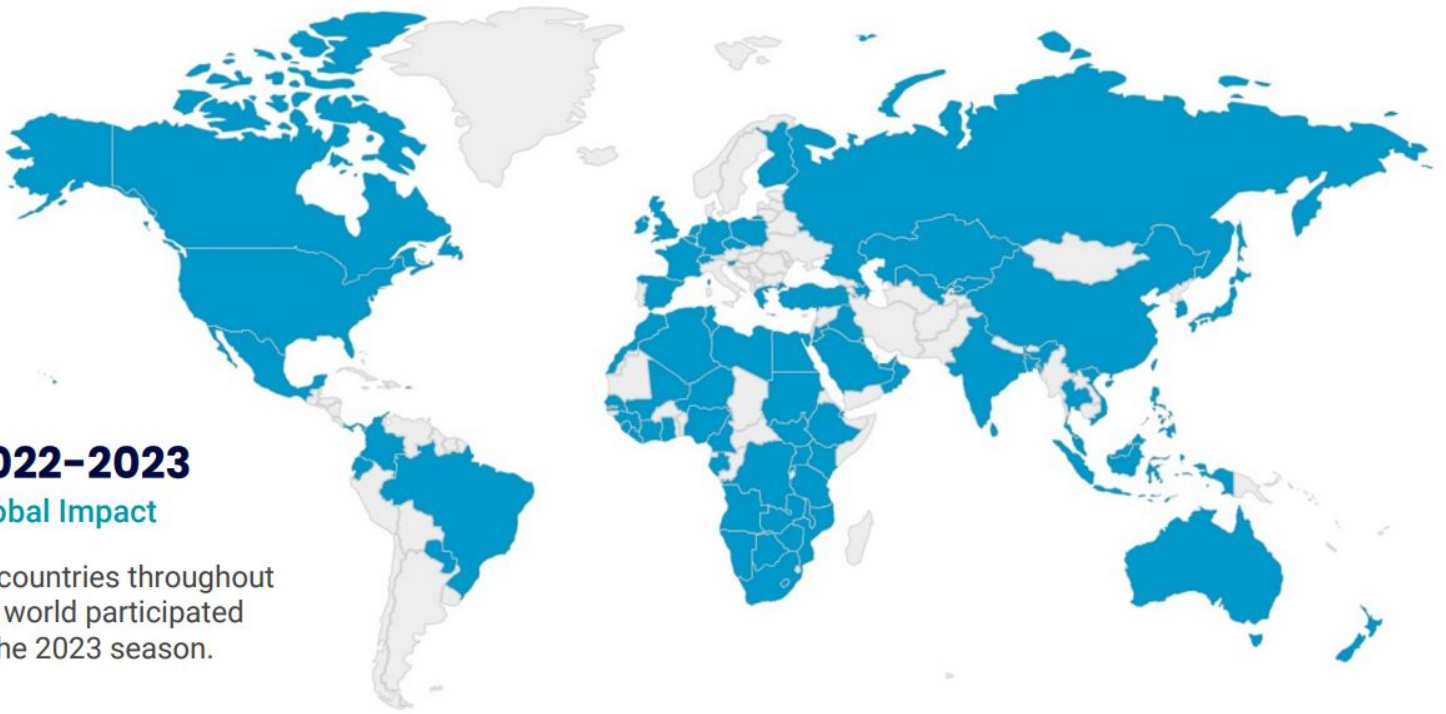 022–2023
obal Impact
countries throughout
world participated
he 2023 season.